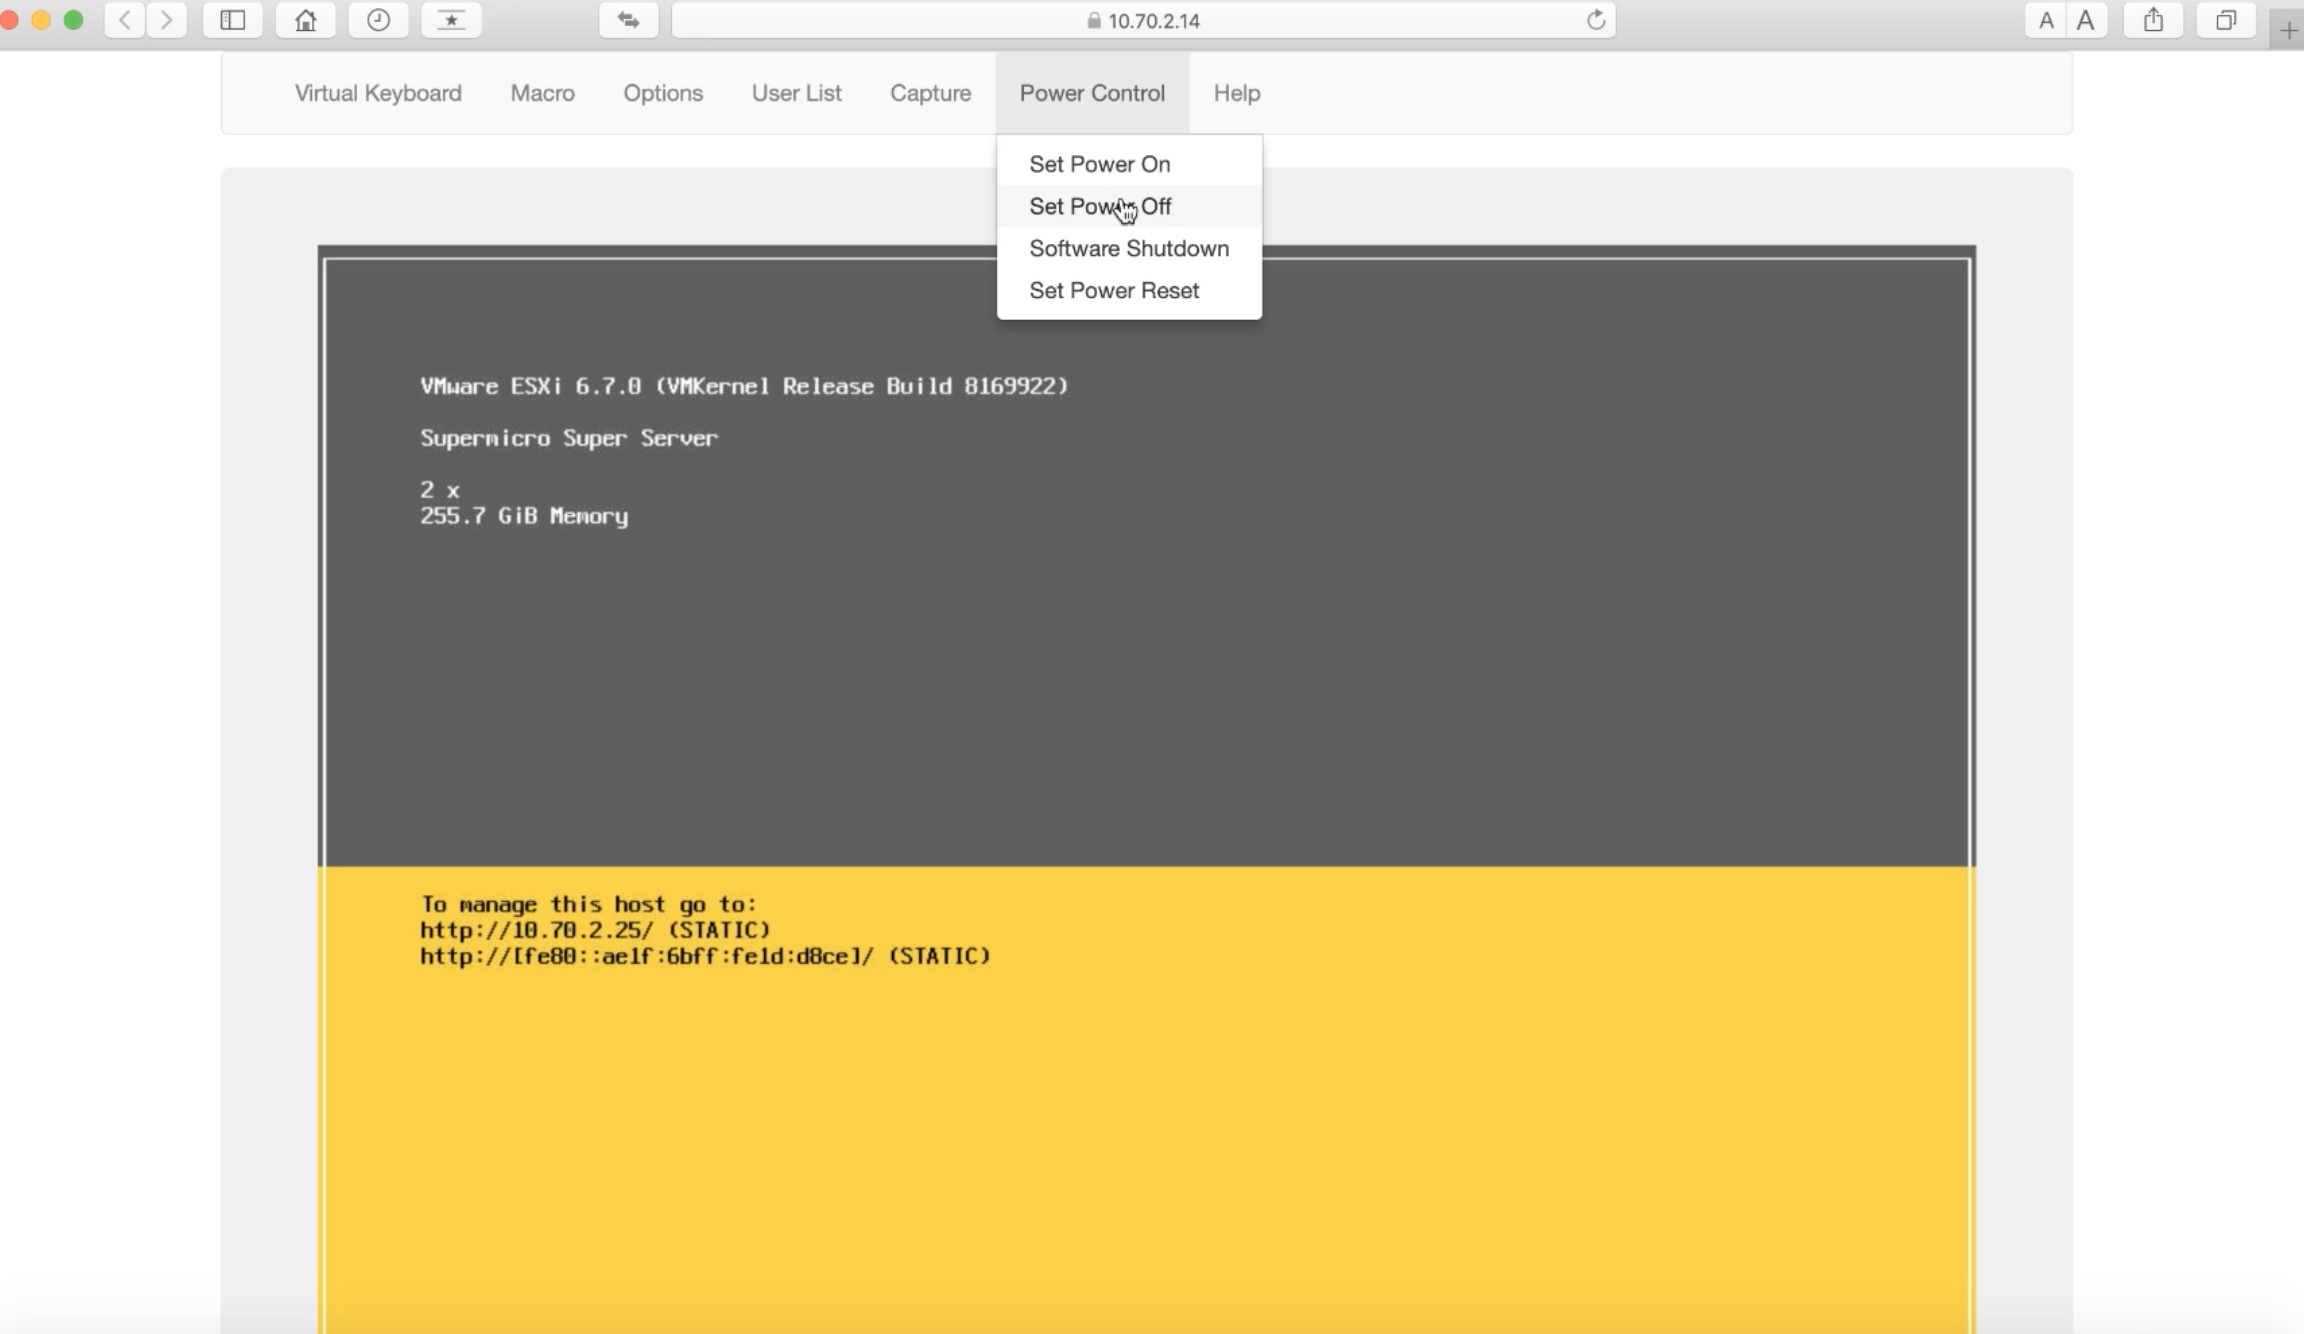 10.70.2.14
A A
Virtual Keyboard Macro Options User List Capture Power Control Help
Set Power On
Set Power Off
Software Shutdown
Set Power Reset
VMware ESXi 6.7.0 (VMKernel Release Build 8169922)
Supermicro Super Server
2 x
255.7 GiB Memory
To manage this host go to:
http://10.70.2.25/ (STATIC)
http://[fe80::ae1f:6bff:fe1d:d8ce]/ (STATIC)